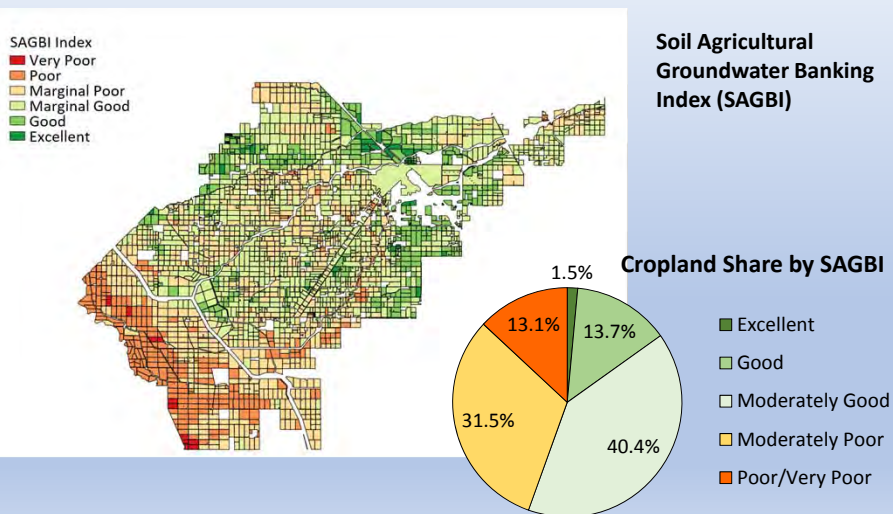 SAGBI Index
Very Poor
Poor
Marginal Poor
Marginal Good
Good
Excellent
Soil Agricultural
Groundwater Banking
Index (SAGBI)
Cropland Share by SAGBI
1.5%
13.7%
40.4%
31.5%
13.1%
Excellent
Good
Moderately Good
Moderately Poor
Poor/Very Poor